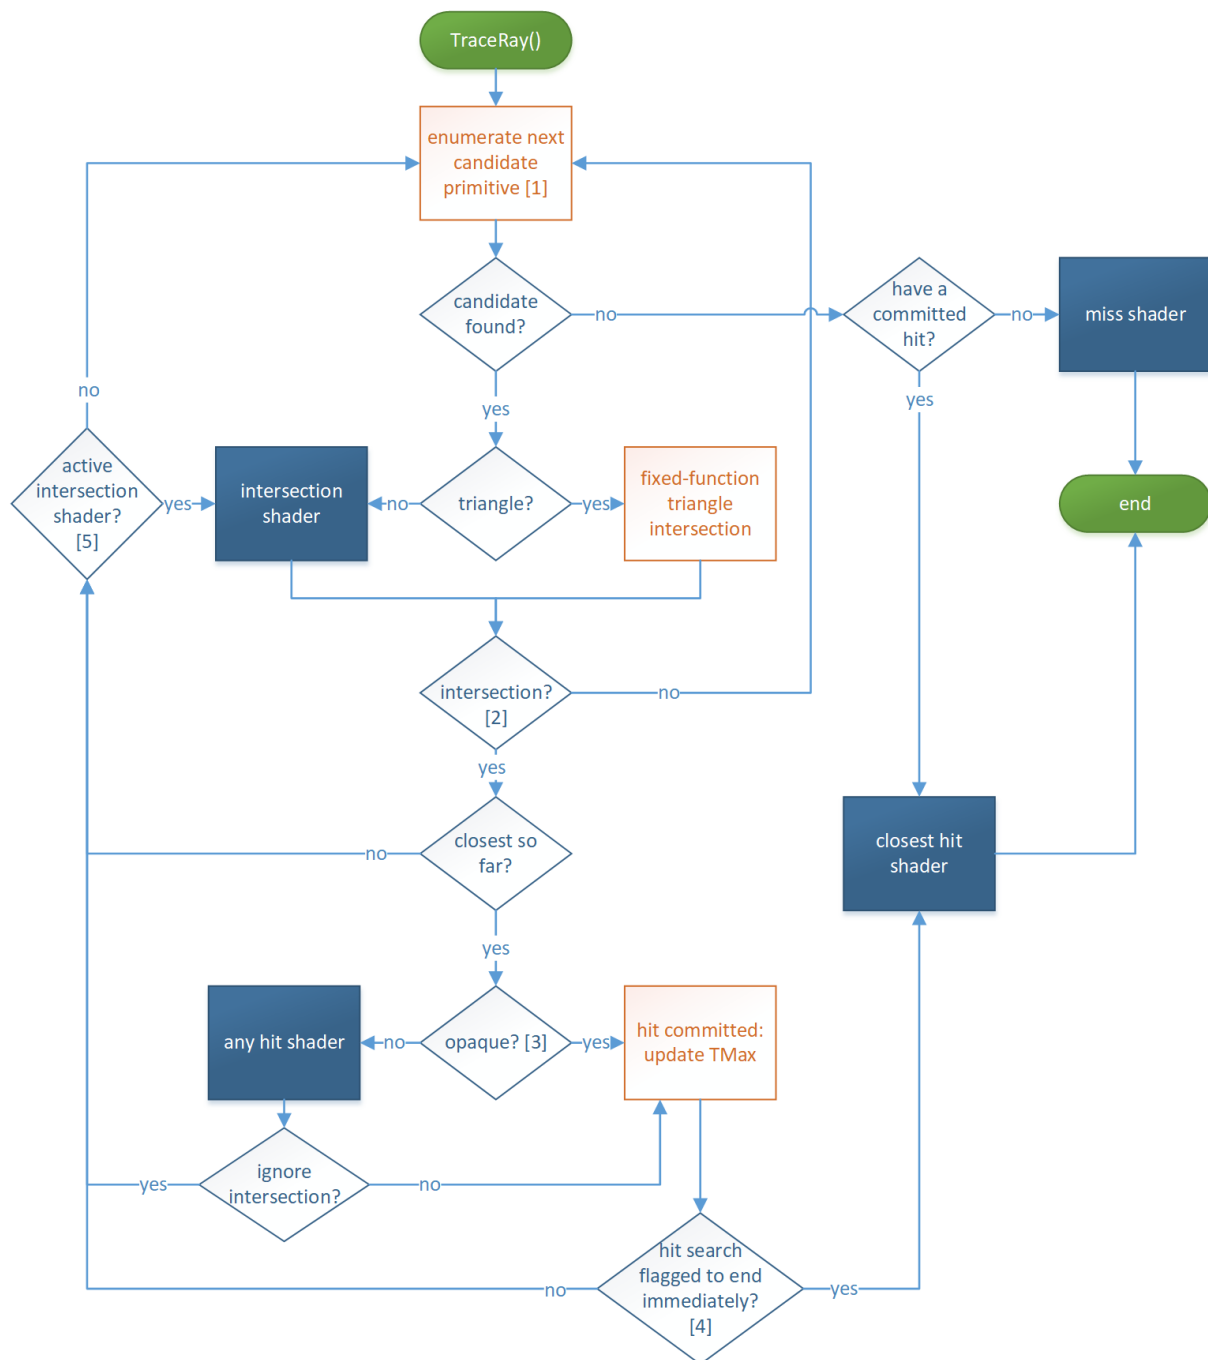 TraceRay()
enumerate next
candidate
primitive [1]
candidate
found?
no
have a
committed
hit?
no
miss shader
yes
yes
no
active
intersection
shader?
[5]
yes
intersection
shader
no
triangle?
yes
fixed-function
triangle
intersection
end
intersection?
[2]
no
yes
closest so
far?
no
closest hit
shader
yes
any hit shader
no
opaque? [3]
yes
hit committed:
update TMax
ignore
intersection?
yes
no
hit search
flagged to end
immediately?
[4]
no
yes